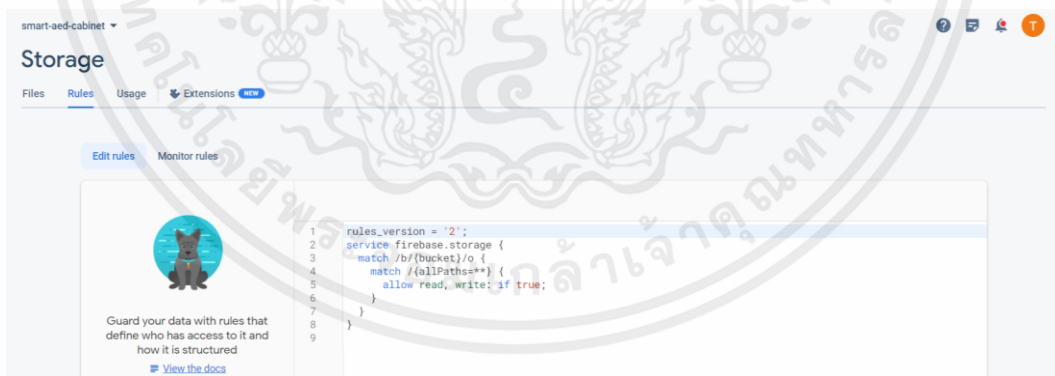 smart-aed-cabinet
T
Storage
Files Rules Usage Extensions NEW
Edit rules Monitor rules
1 rules_version = '2';
2 service firebase.storage {
3 match /b/{bucket}/o {
4 match /{allPaths=**} {
5 allow read, write: if true;
6 }
7 }
8 }
9
Guard your data with rules that
define who has access to it and
how it is structured
View the docs